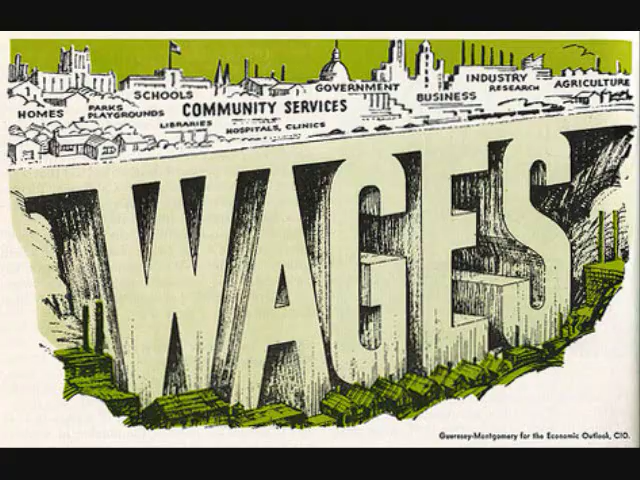 SCHOOLS
GOVERNMENT
INDUSTRY
RESEARCH
AGRICULTURE
HOMES
PARKS
PLAYGROUNDS
COMMUNITY SERVICES
BUSINESS
LIBRARIES
HOSPITALS, CLINICS
WAGES
Guernsey-Montgomery for the Economic Outlook, CIO.